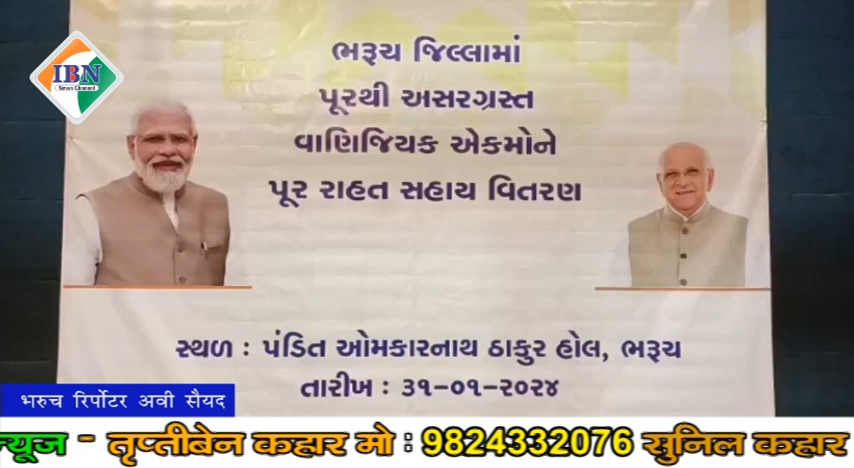 IBN
News Channel
ભરૂચ જિલ્લામાં
પૂરથી અસરગ્રસ્ત
વાણિજિયક એકમોને
પૂર રાહત સહાય વિતરણ
સ્થળ : પંડિત ઓમકારનાથ ઠાકુર હોલ, ભરૂચ
તારીખ : ૩૧-૦૧-૨૦૨૪
भरुच रिर्पोटर अवी सैयद
न्यूज - तृप्तीबेन कहार मो : 9824332076 सुनिल कहार